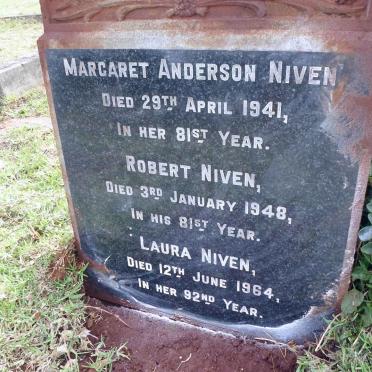 Margaret Anderson Niven
Died 29th April 1941,
In her 81st Year.
Robert Niven,
Died 3rd January 1948,
In his 81st Year.
Laura Niven,
Died 12th June 1964,
In her 92nd Year.